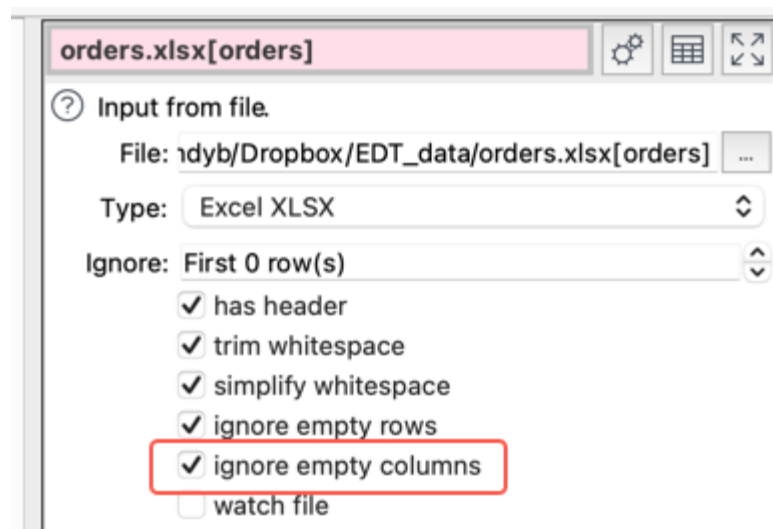 orders.xlsx[orders]
Input from file.
File: ndyb/Dropbox/EDT_data/orders.xlsx[orders] ...
Type: Excel XLSX
Ignore: First 0 row(s)
has header
trim whitespace
simplify whitespace
ignore empty rows
ignore empty columns
watch file